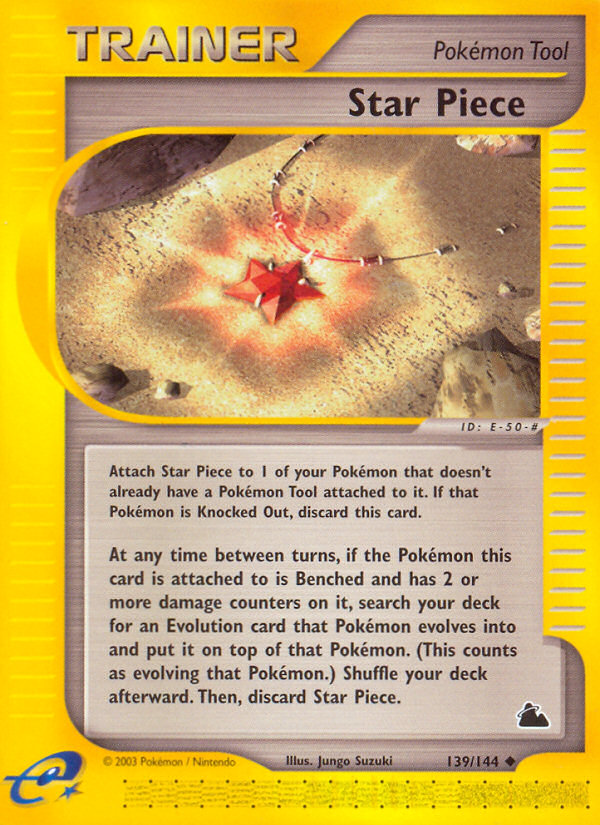 TRAINER
Pokémon Tool
Star Piece
ID: E-50-#
Attach Star Piece to 1 of your Pokémon that doesn't
already have a Pokémon Tool attached to it. If that
Pokémon is Knocked Out, discard this card.
At any time between turns, if the Pokémon this
card is attached to is Benched and has 2 or
more damage counters on it, search your deck
for an Evolution card that Pokémon evolves into
and put it on top of that Pokémon. (This counts
as evolving that Pokémon.) Shuffle your deck
afterward. Then, discard Star Piece.
© 2003 Pokémon / Nintendo
Illus. Jungo Suzuki
139/144 ◆
e